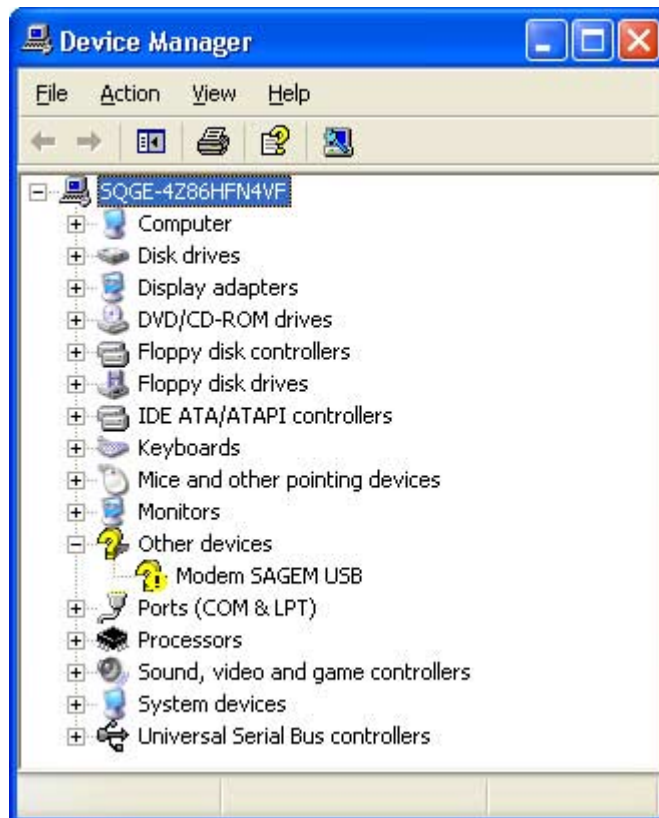 Device Manager
File Action View Help
SQGE-4Z86HFN4VF
Computer
Disk drives
Display adapters
DVD/CD-ROM drives
Floppy disk controllers
Floppy disk drives
IDE ATA/ATAPI controllers
Keyboards
Mice and other pointing devices
Monitors
Other devices
Modem SAGEM USB
Ports (COM & LPT)
Processors
Sound, video and game controllers
System devices
Universal Serial Bus controllers